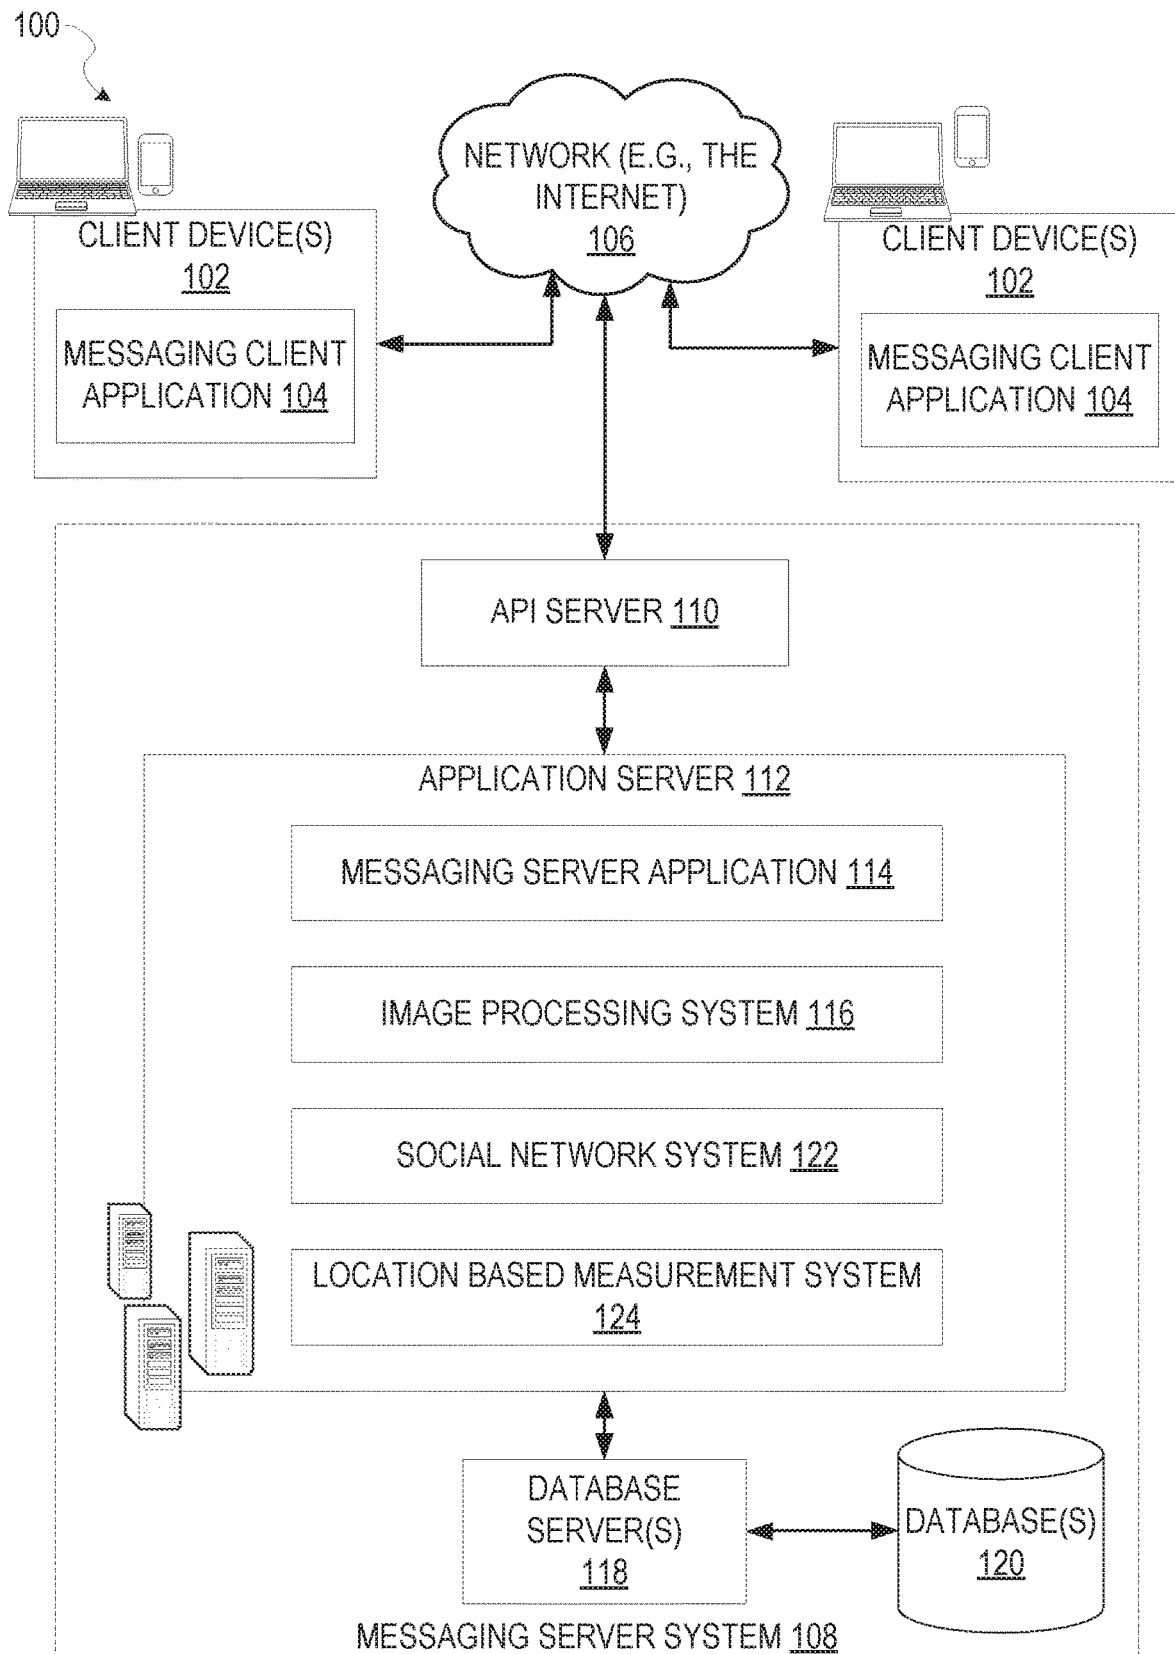 100
NETWORK (E.G., THE
INTERNET)
106
CLIENT DEVICE(S)
102
MESSAGING CLIENT
APPLICATION 104
CLIENT DEVICE(S)
102
MESSAGING CLIENT
APPLICATION 104
API SERVER 110
APPLICATION SERVER 112
MESSAGING SERVER APPLICATION 114
IMAGE PROCESSING SYSTEM 116
SOCIAL NETWORK SYSTEM 122
LOCATION BASED MEASUREMENT SYSTEM
124
DATABASE
SERVER(S)
118
DATABASE(S)
120
MESSAGING SERVER SYSTEM 108